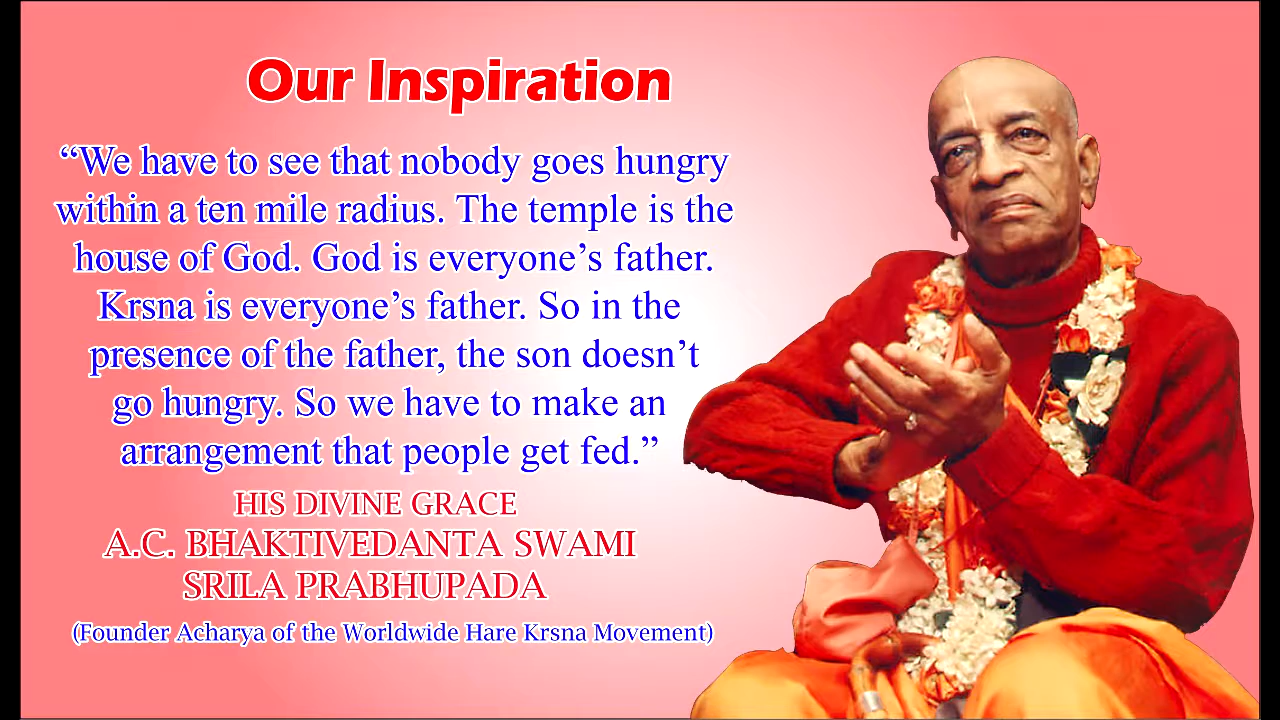 Our Inspiration
“We have to see that nobody goes hungry
within a ten mile radius. The temple is the
house of God. God is everyone’s father.
Krsna is everyone’s father. So in the
presence of the father, the son doesn’t
go hungry. So we have to make an
arrangement that people get fed.”
HIS DIVINE GRACE
A.C. BHAKTIVEDANTA SWAMI
SRILA PRABHUPADA
(Founder Acharya of the Worldwide Hare Krsna Movement)